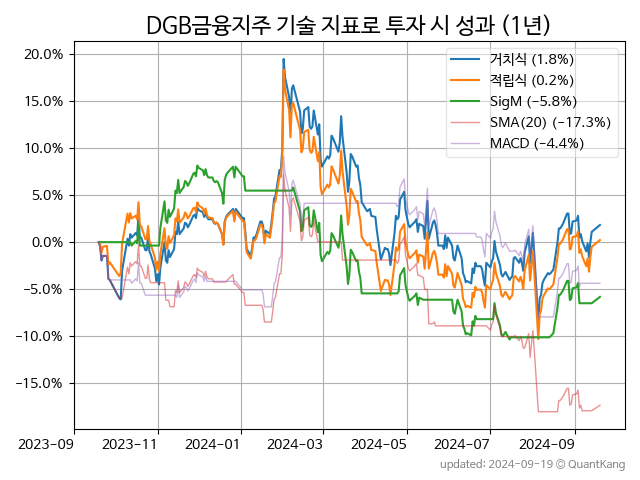 DGB금융지주 기술 지표로 투자 시 성과 (1년)
20.0%
15.0%
10.0%
5.0%
0.0%
−5.0%
−10.0%
−15.0%
거치식 (1.8%)
적립식 (0.2%)
SigM (−5.8%)
SMA(20) (−17.3%)
MACD (−4.4%)
2023-09 2023-11 2024-01 2024-03 2024-05 2024-07 2024-09
updated: 2024-09-19 @ QuantKang